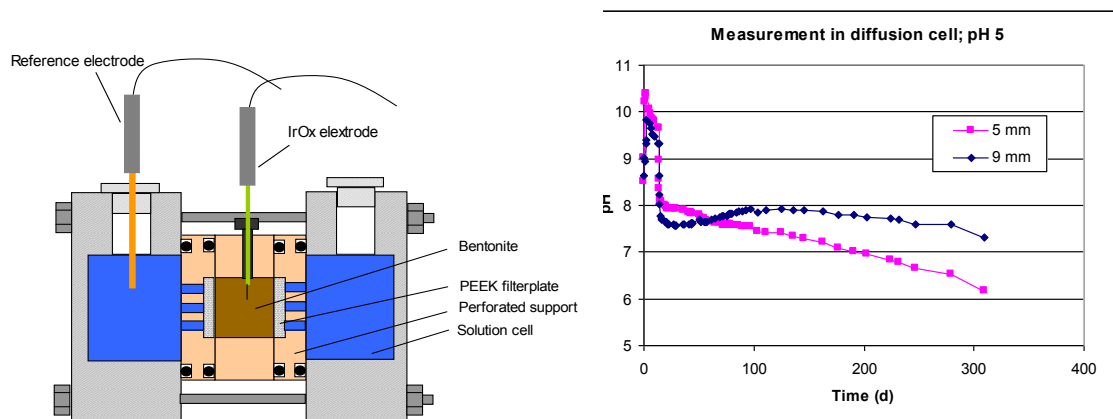 Reference electrode
IrOx elextrode
Bentonite
PEEK filterplate
Perforated support
Solution cell
Measurement in diffusion cell; pH 5
11
10
9
8
7
6
5
pH
5 mm
9 mm
0
100
200
300
400
Time (d)